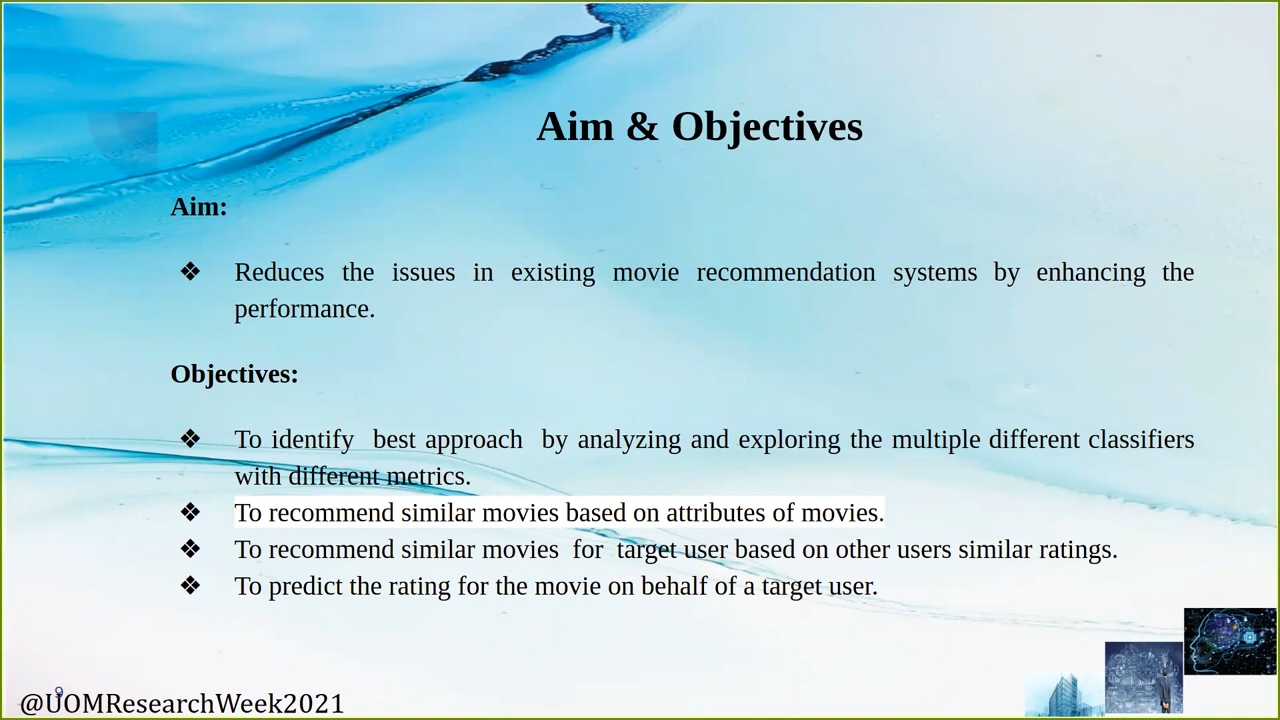 Aim & Objectives
Aim:
❖ Reduces the issues in existing movie recommendation systems by enhancing the
performance.
Objectives:
❖ To identify best approach by analyzing and exploring the multiple different classifiers
with different metrics.
❖ To recommend similar movies based on attributes of movies.
❖ To recommend similar movies for target user based on other users similar ratings.
❖ To predict the rating for the movie on behalf of a target user.
9
@UOMResearchWeek2021